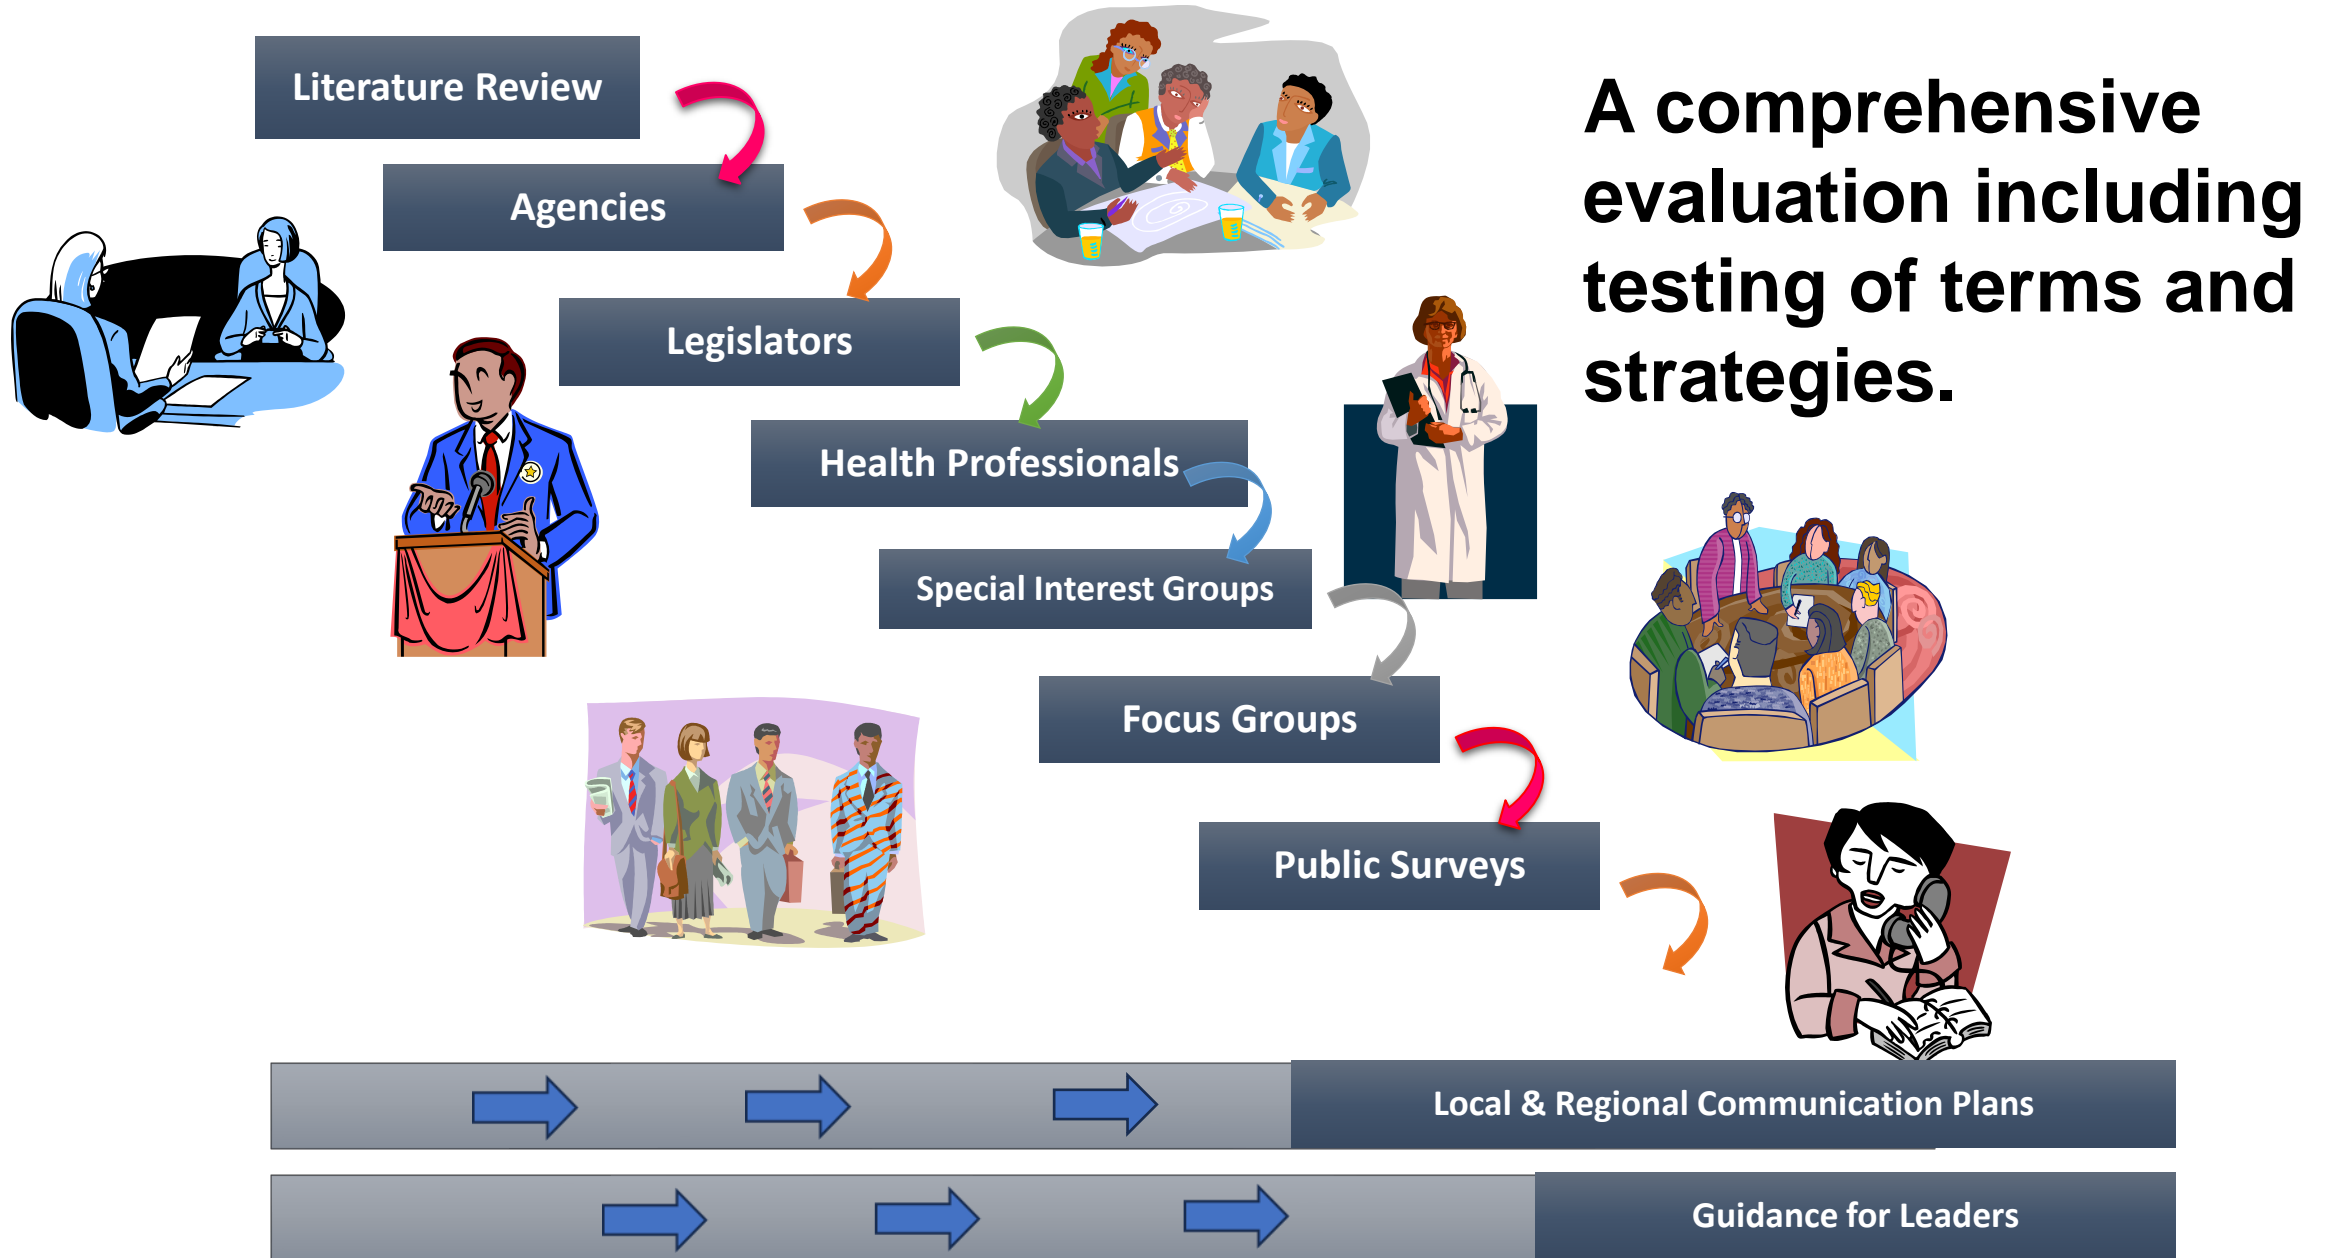 Literature Review
Agencies
Legislators
Health Professionals
Special Interest Groups
Focus Groups
Public Surveys
A comprehensive
evaluation including
testing of terms and
strategies.
Local & Regional Communication Plans
Guidance for Leaders